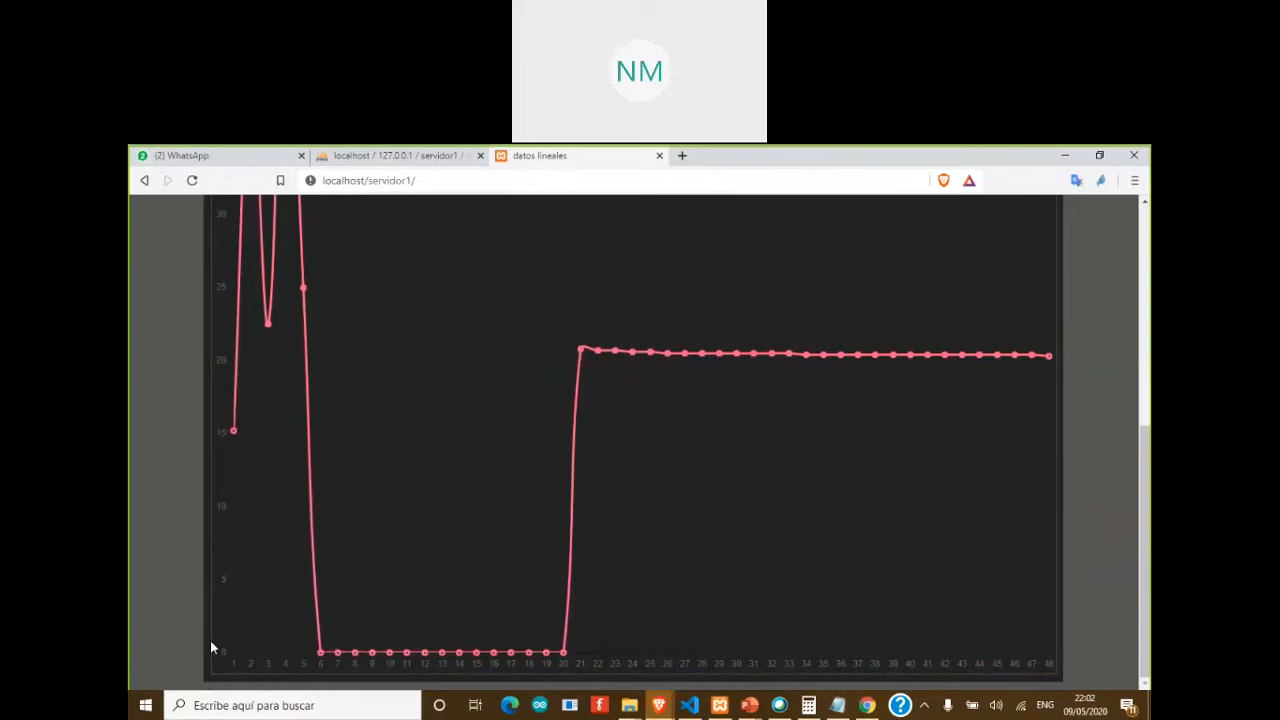 NM
(2) WhatsApp
localhost / 127.0.0.1 / servidor1 /
datos lineales
localhost/servidor1/
30
25
20
15
10
5
0
1 2 3 4 5 6 7 8 9 10 11 12 13 14 15 16 17 18 19 20 21 22 23 24 25 26 27 28 29 30 31 32 33 34 35 36 37 38 39 40 41 42 43 44 45 46 47 48
Escribe aquí para buscar
ENG
22:02
09/05/2020
11